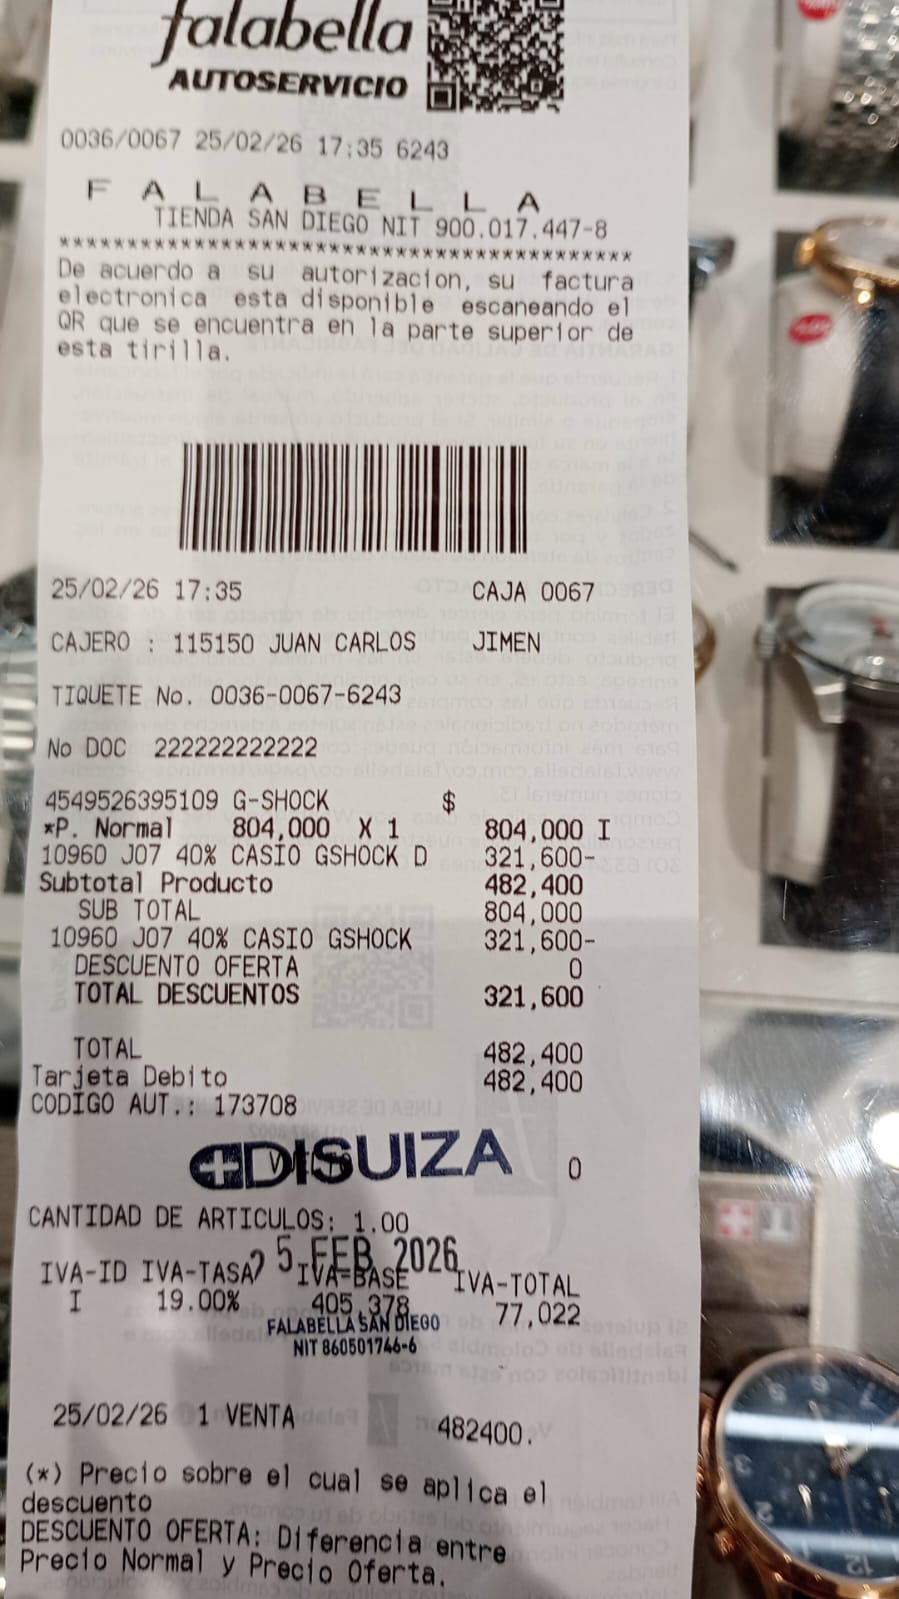 falabella
AUTOSERVICIO
0036/0067 25/02/26 17:35 6243
F A L A B E L L A
TIENDA SAN DIEGO NIT 900.017.447-8
******************************************
De acuerdo a su autorizacion, su factura
electronica esta disponible escaneando el
QR que se encuentra en la parte superior de
esta tirilla.
25/02/26 17:35 CAJA 0067
CAJERO : 115150 JUAN CARLOS JIMEN
TIQUETE No. 0036-0067-6243
No DOC 222222222222
4549526395109 G-SHOCK $
*P. Normal 804,000 X 1 804,000 I
10960 J07 40% CASIO GSHOCK D 321,600-
Subtotal Producto 482,400
SUB TOTAL 804,000
10960 J07 40% CASIO GSHOCK 321,600-
DESCUENTO OFERTA 0
TOTAL DESCUENTOS 321,600
TOTAL 482,400
Tarjeta Debito 482,400
CODIGO AUT.: 173708
DISUIZA 0
CANTIDAD DE ARTICULOS: 1.00
25 FEB 2026
IVA-ID IVA-TASA IVA=BASE IVA-TOTAL
I 19.00% 405,378 77,022
FALABELLA SAN DIEGO
NIT 860501746-6
25/02/26 1 VENTA 482400.
(*) Precio sobre el cual se aplica el
descuento
DESCUENTO OFERTA: Diferencia entre
Precio Normal y Precio Oferta.